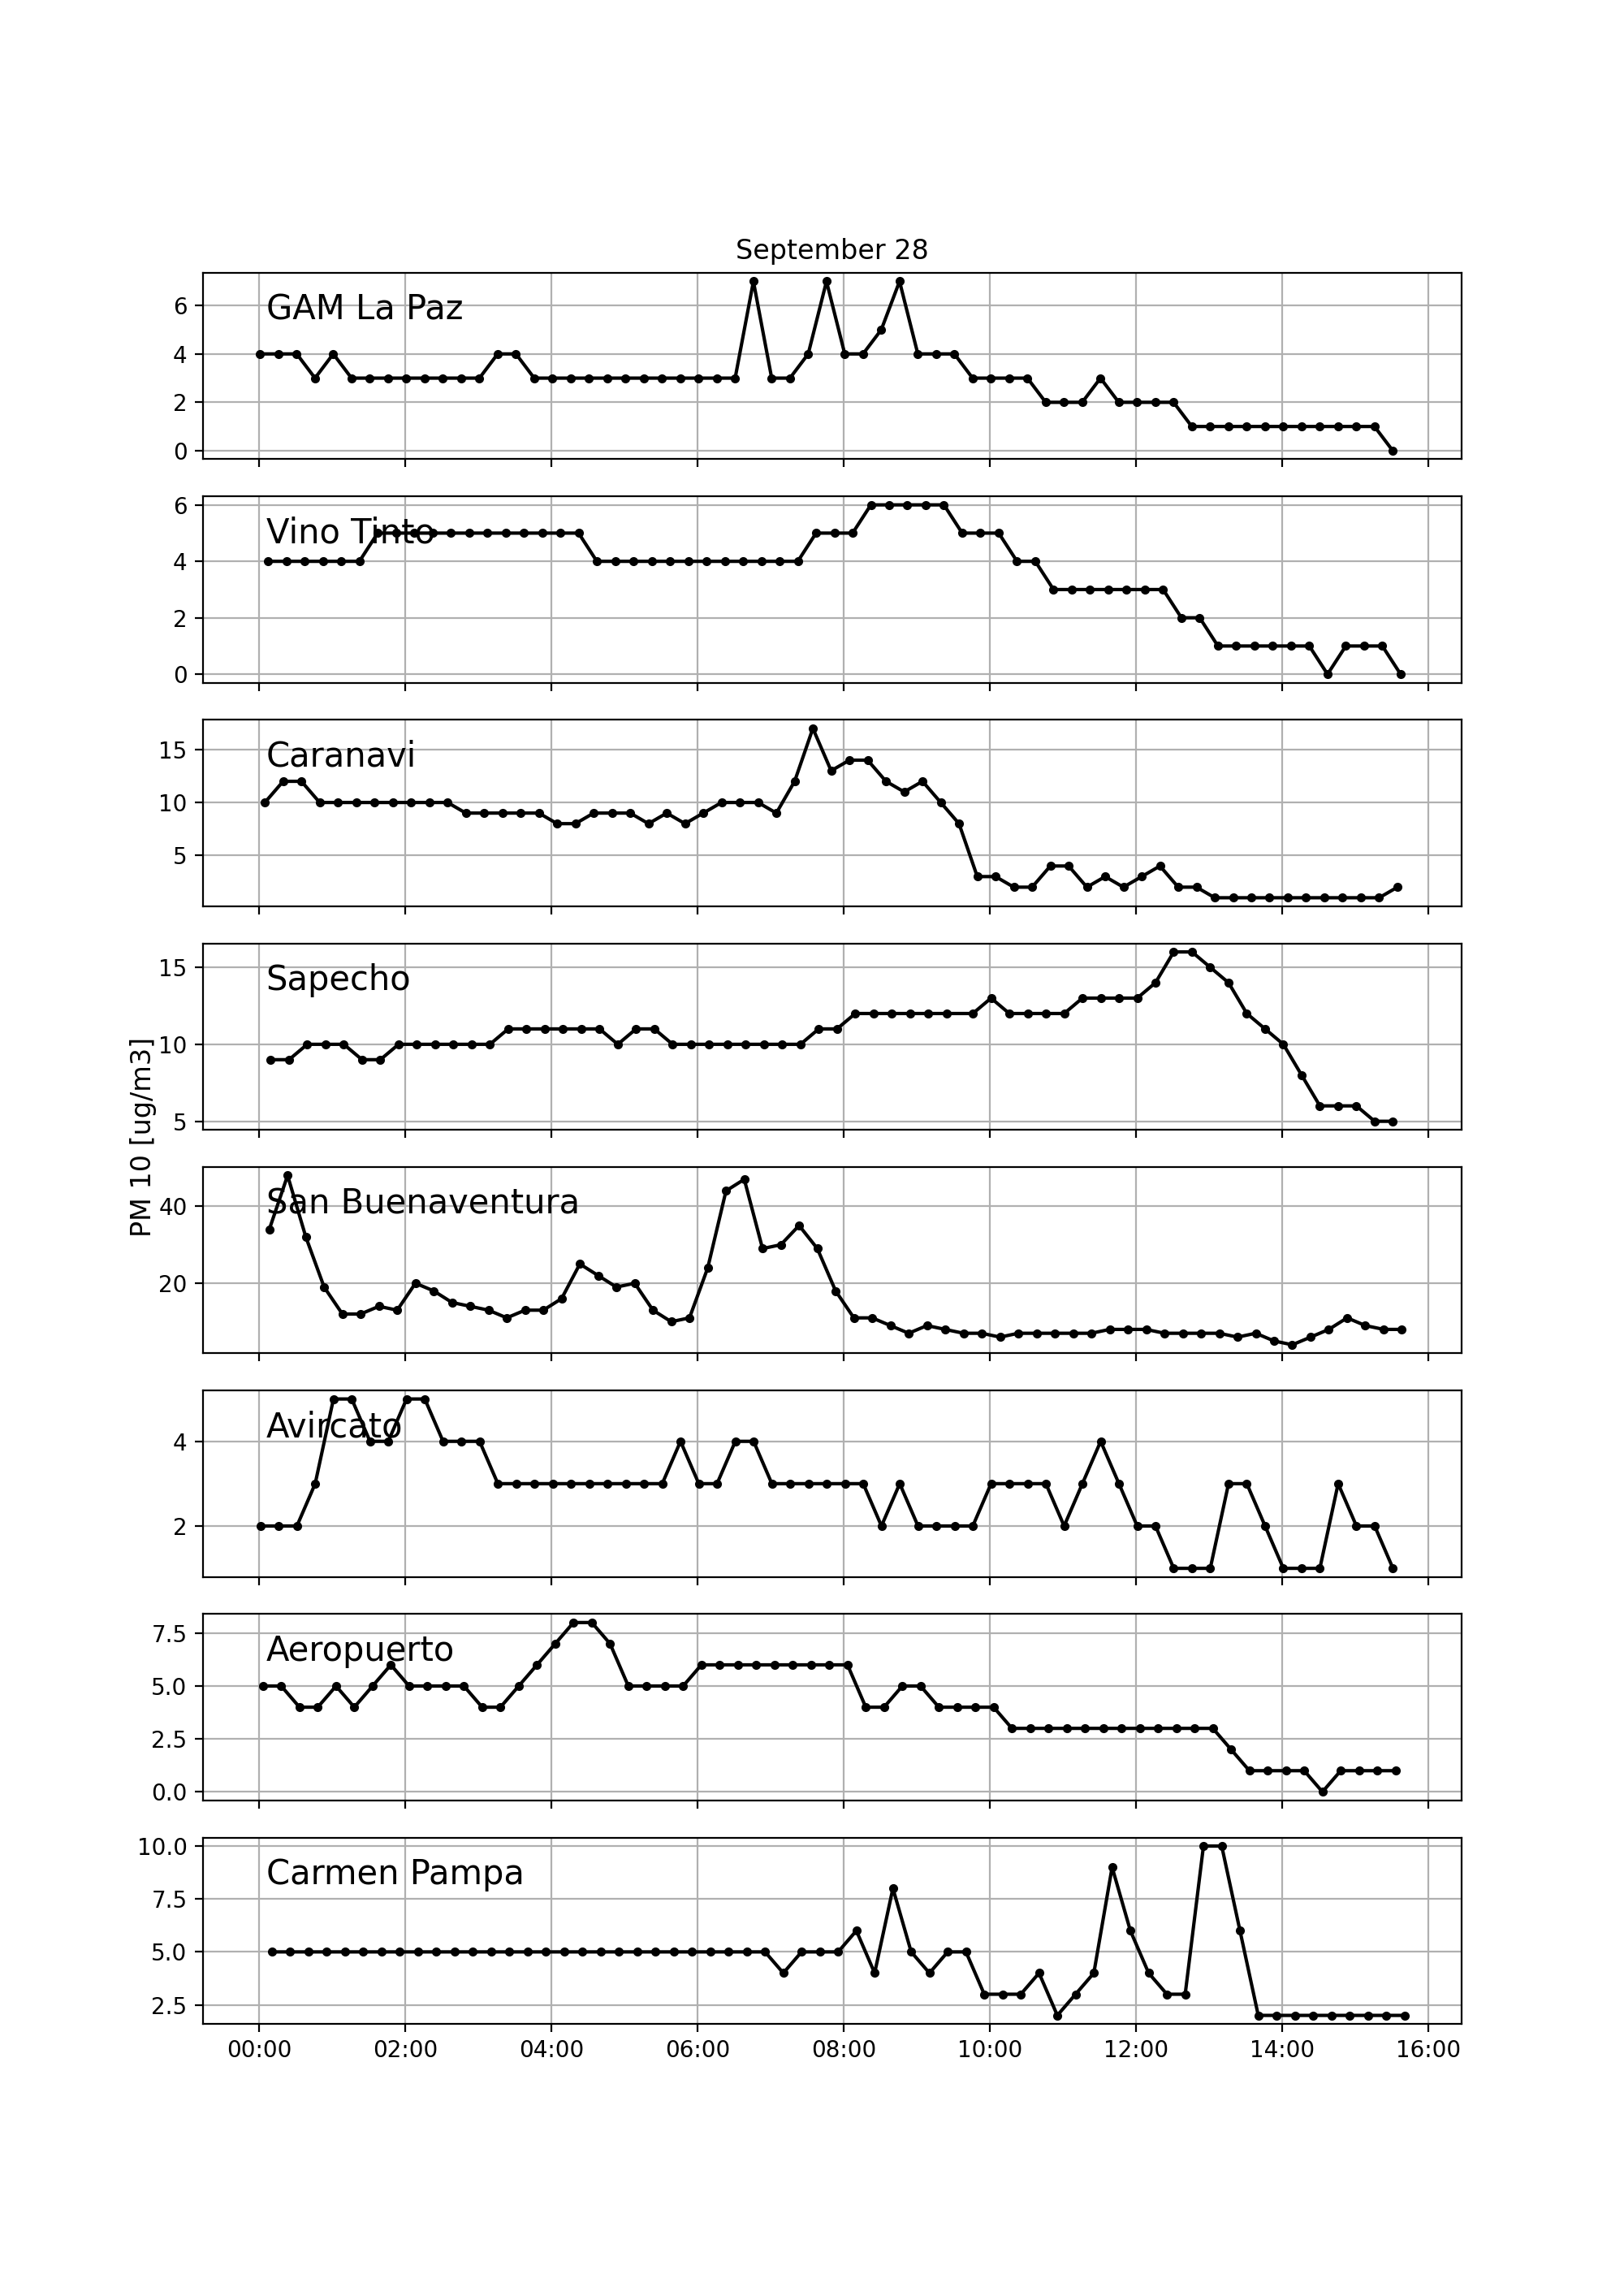 September 28
GAM La Paz
6
4
2
0
Vino Tinto
6
4
2
0
Caranavi
15
10
5
Sapecho
15
10
5
PM 10 [ug/m3]
San Buenaventura
40
20
Avircato
4
2
Aeropuerto
7.5
5.0
2.5
0.0
Carmen Pampa
10.0
7.5
5.0
2.5
00:00 02:00 04:00 06:00 08:00 10:00 12:00 14:00 16:00